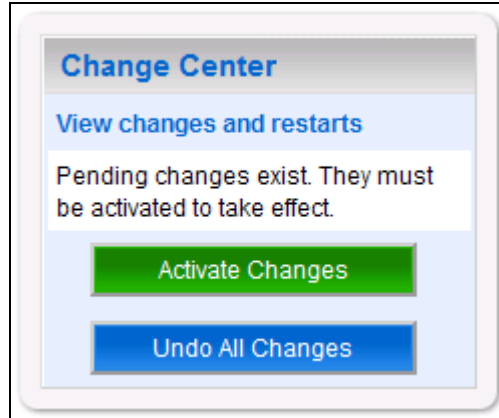 Change Center
View changes and restarts
Pending changes exist. They must
be activated to take effect.
Activate Changes
Undo All Changes